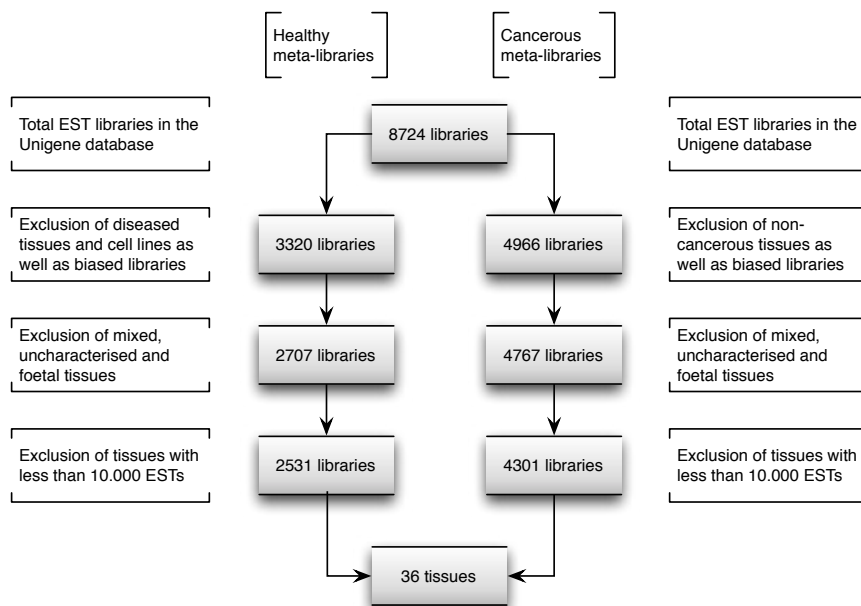 Healthy
meta-libraries
Cancerous
meta-libraries
Total EST libraries in the
Unigene database
8724 libraries
Total EST libraries in the
Unigene database
Exclusion of diseased
tissues and cell lines as
well as biased libraries
3320 libraries
4966 libraries
Exclusion of non-
cancerous tissues as
well as biased libraries
Exclusion of mixed,
uncharacterised and
foetal tissues
2707 libraries
4767 libraries
Exclusion of mixed,
uncharacterised and
foetal tissues
Exclusion of tissues with
less than 10.000 ESTs
2531 libraries
4301 libraries
Exclusion of tissues with
less than 10.000 ESTs
36 tissues